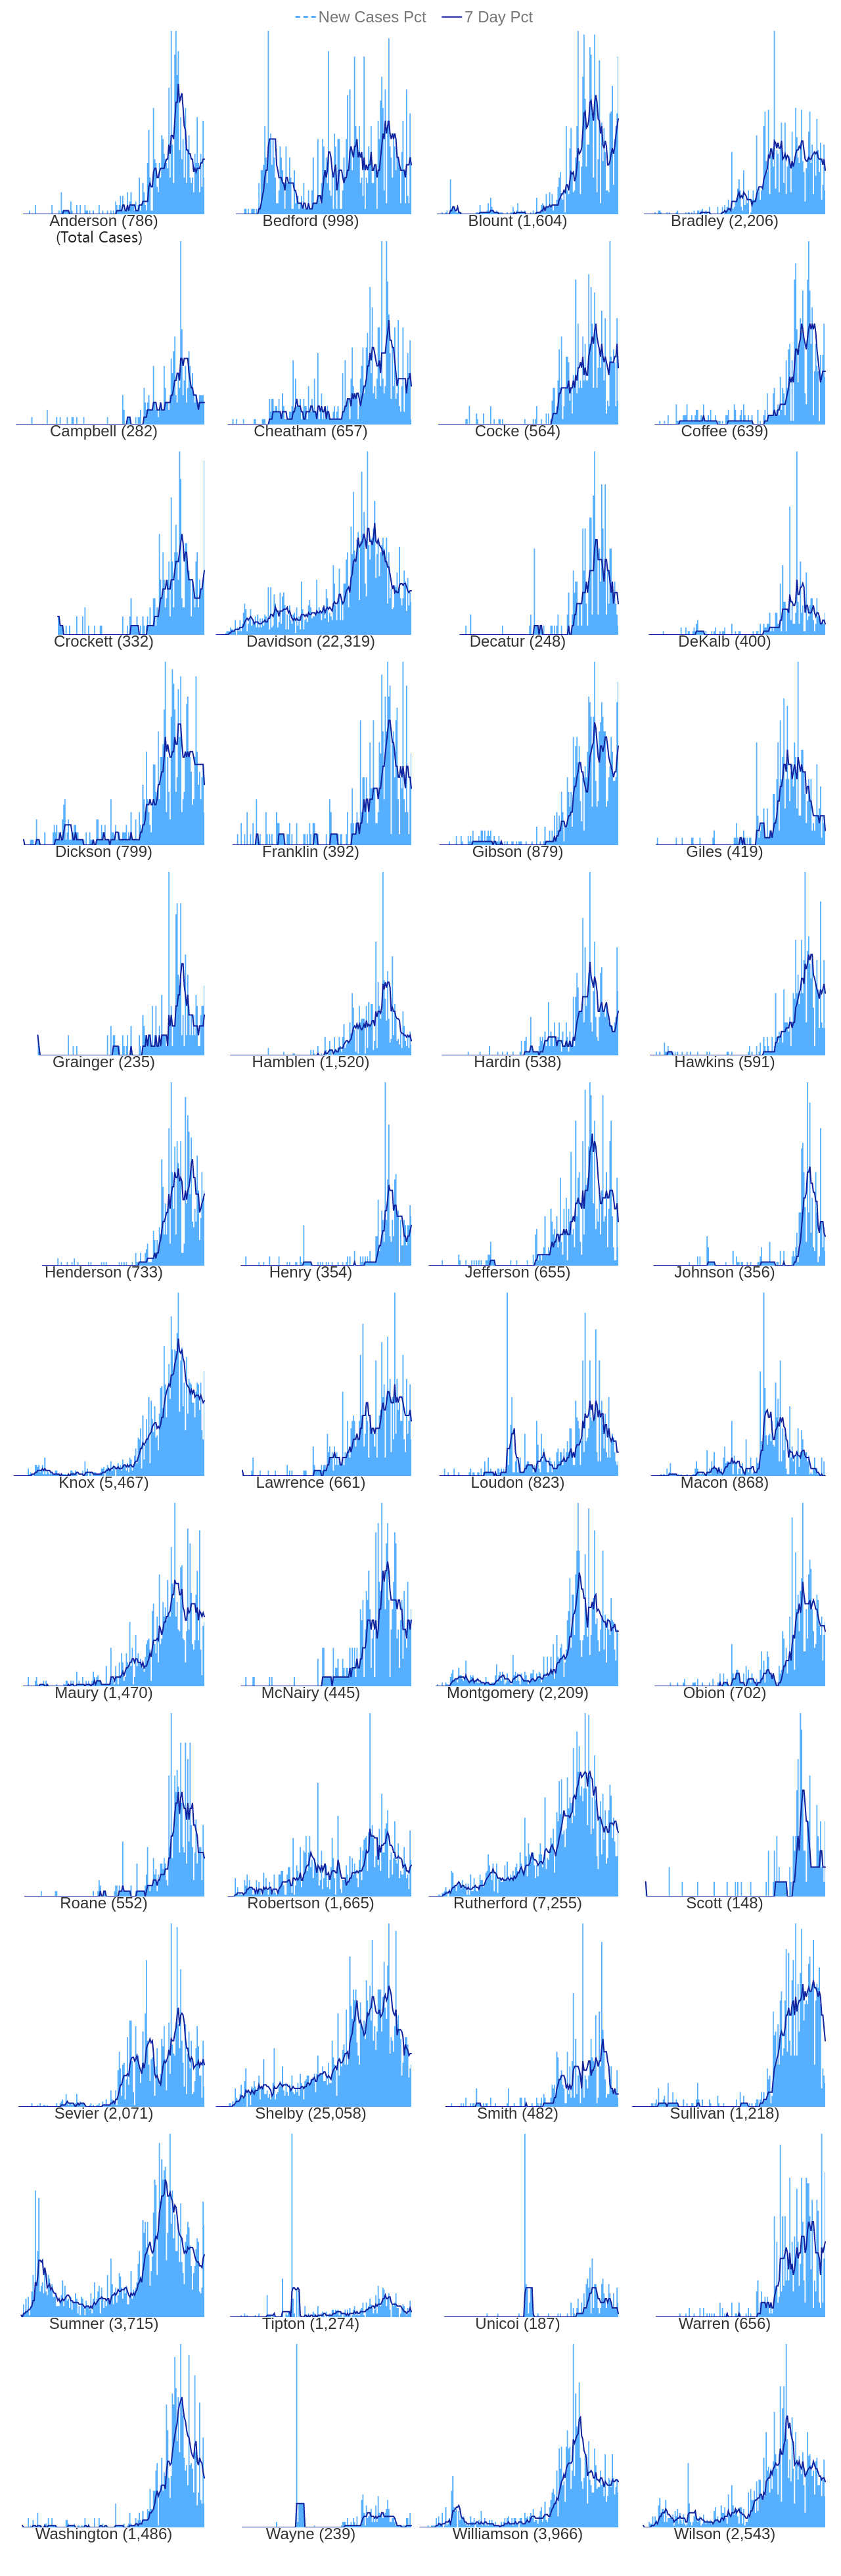 New Cases Pct 7 Day Pct
Anderson (786) Bedford (998) Blount (1,604) Bradley (2,206)
(Total Cases)
Campbell (282) Cheatham (657) Cocke (564) Coffee (639)
Crockett (332) Davidson (22,319) Decatur (248) DeKalb (400)
Dickson (799) Franklin (392) Gibson (879) Giles (419)
Grainger (235) Hamblen (1,520) Hardin (538) Hawkins (591)
Henderson (733) Henry (354) Jefferson (655) Johnson (356)
Knox (5,467) Lawrence (661) Loudon (823) Macon (868)
Maury (1,470) McNairy (445) Montgomery (2,209) Obion (702)
Roane (552) Robertson (1,665) Rutherford (7,255) Scott (148)
Sevier (2,071) Shelby (25,058) Smith (482) Sullivan (1,218)
Sumner (3,715) Tipton (1,274) Unicoi (187) Warren (656)
Washington (1,486) Wayne (239) Williamson (3,966) Wilson (2,543)